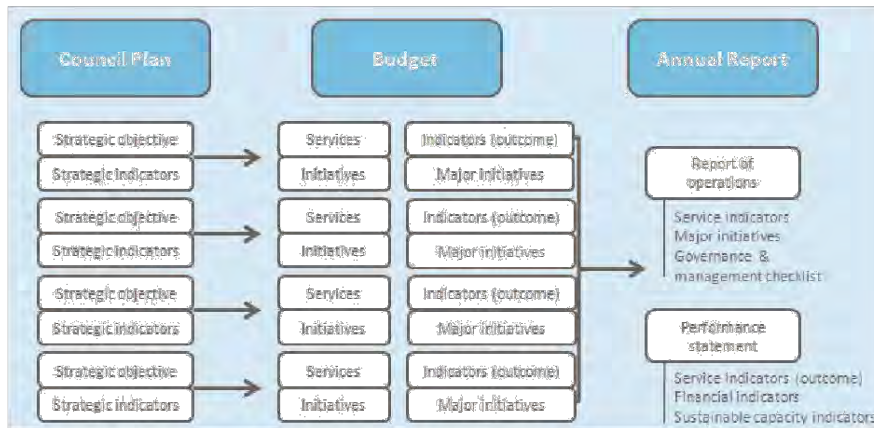 Council Plan
Budget
Annual Report
Strategic objective
Strategic indicators
Services
Initiatives
Indicators (outcome)
Major Initiatives
Strategic objective
Strategic indicators
Services
Initiatives
Indicators (outcome)
Major initiatives
Strategic objective
Strategic indicators
Services
Initiatives
Indicators (outcome)
Major Initiatives
Strategic objective
Strategic indicators
Services
Initiatives
Indicators (outcome)
Major Initiatives
Report of
operations
Service indicators
Major initiatives
Governance &
management checklist
Performance
statement
Service indicators (outcome)
Financial indicators
Sustainable capacity indicators